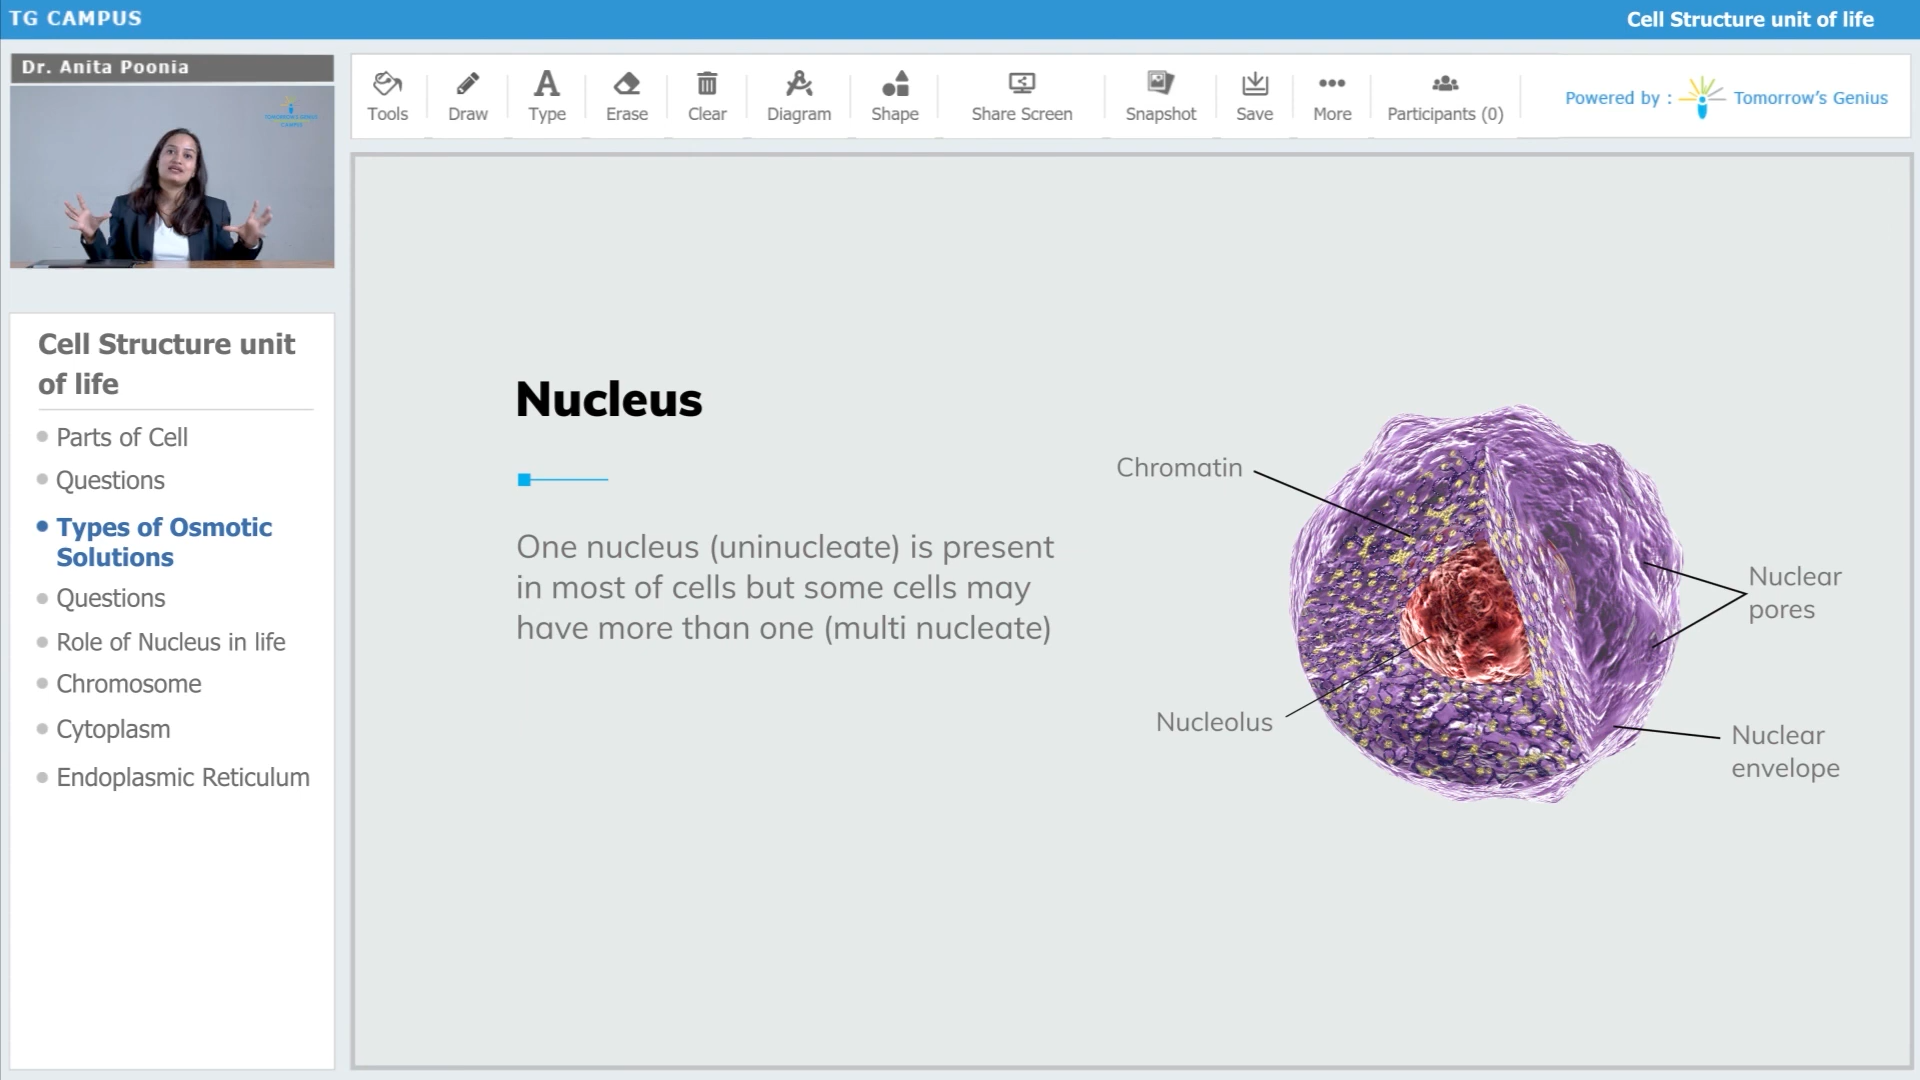 TG CAMPUS
Cell Structure unit of life
Dr. Anita Poonia
TOMORROW'S GENIUS
CAMPUS
Tools
Draw
Type
Erase
Clear
Diagram
Shape
Share Screen
Snapshot
Save
More
Participants (0)
Powered by :
Tomorrow's Genius
Cell Structure unit
of life
Parts of Cell
Questions
Types of Osmotic
Solutions
Questions
Role of Nucleus in life
Chromosome
Cytoplasm
Endoplasmic Reticulum
Nucleus
One nucleus (uninucleate) is present
in most of cells but some cells may
have more than one (multi nucleate)
Chromatin
Nucleolus
Nuclear
pores
Nuclear
envelope